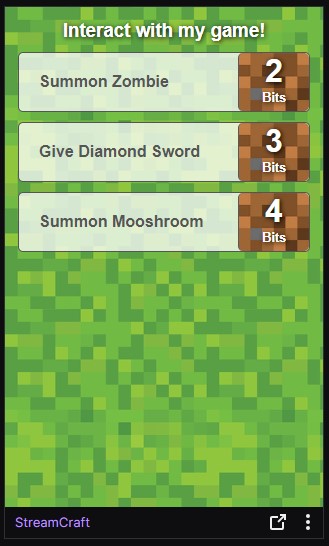 Interact with my game!
Summon Zombie
2
Bits
Give Diamond Sword
3
Bits
Summon Mooshroom
4
Bits
StreamCraft